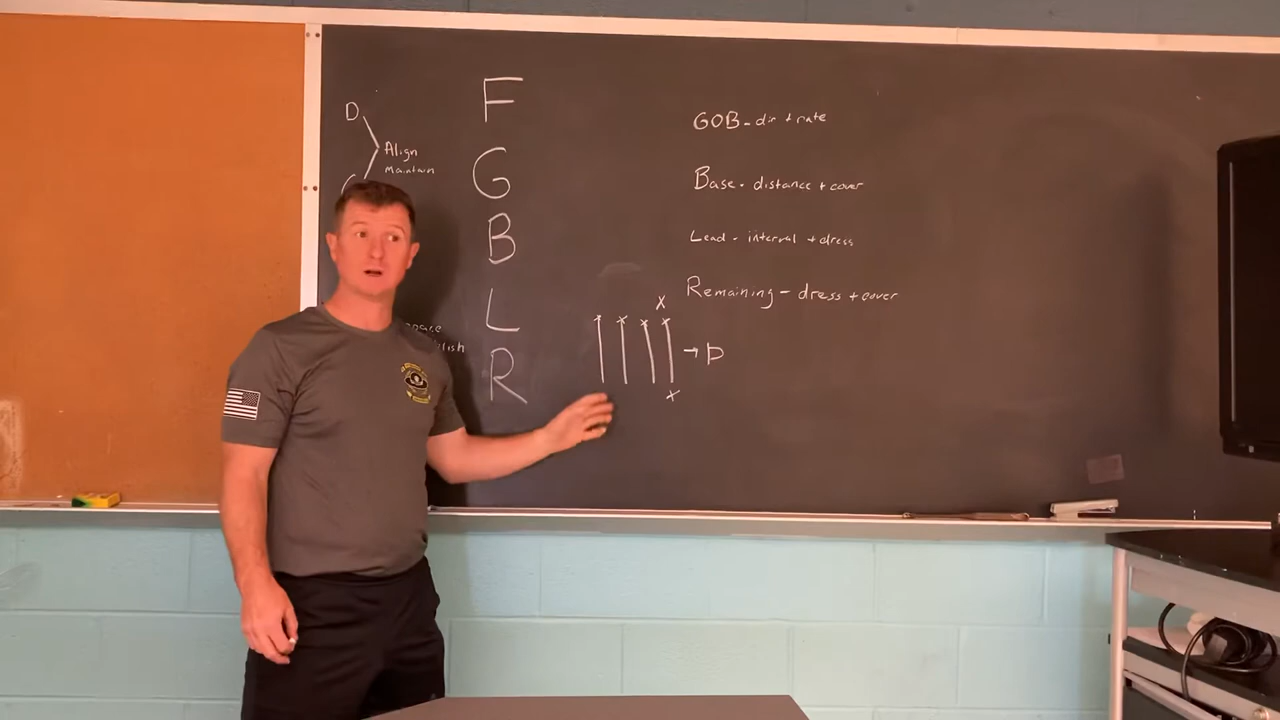 D
Align
Maintain
C
F
G
B
L
R
GOB - dir + rate
Base - distance + cover
Lead - interval + dress
Remaining - dress + cover
x
x x x x
→ D
x